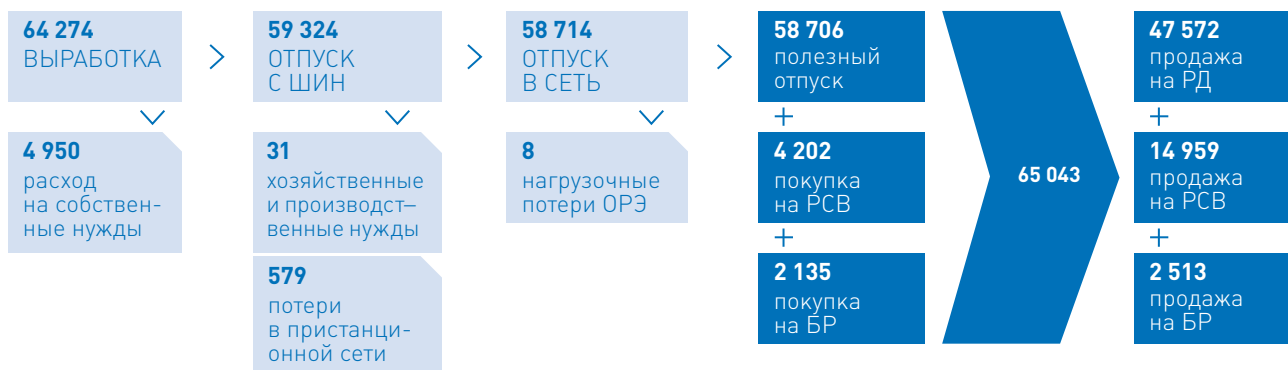 64 274
ВЫРАБОТКА
4 950
расход
на собствен-
ные нужды
59 324
ОТПУСК
С ШИН
31
хозяйственные
и производст–
венные нужды
579
потери
в пристанци-
онной сети
58 714
ОТПУСК
В СЕТЬ
8
нагрузочные
потери ОРЭ
58 706
полезный
отпуск
+
4 202
покупка
на РСВ
+
2 135
покупка
на БР
65 043
47 572
продажа
на РД
+
14 959
продажа
на РСВ
+
2 513
продажа
на БР